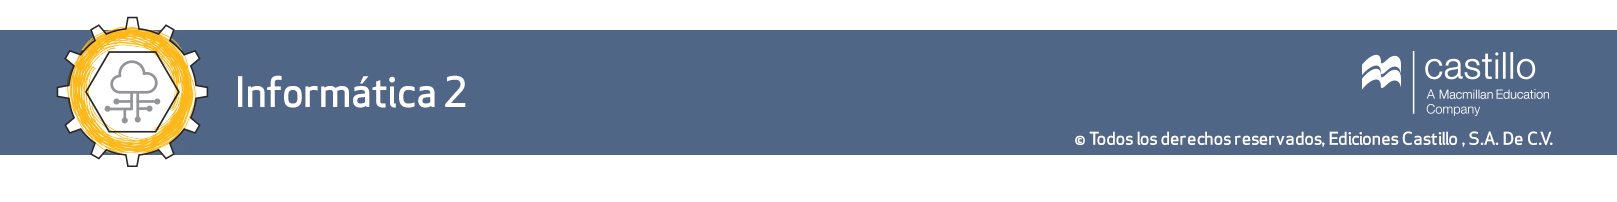 Informática 2
castillo
A Macmillan Education
Company
© Todos los derechos reservados, Ediciones Castillo , S.A. De C.V.